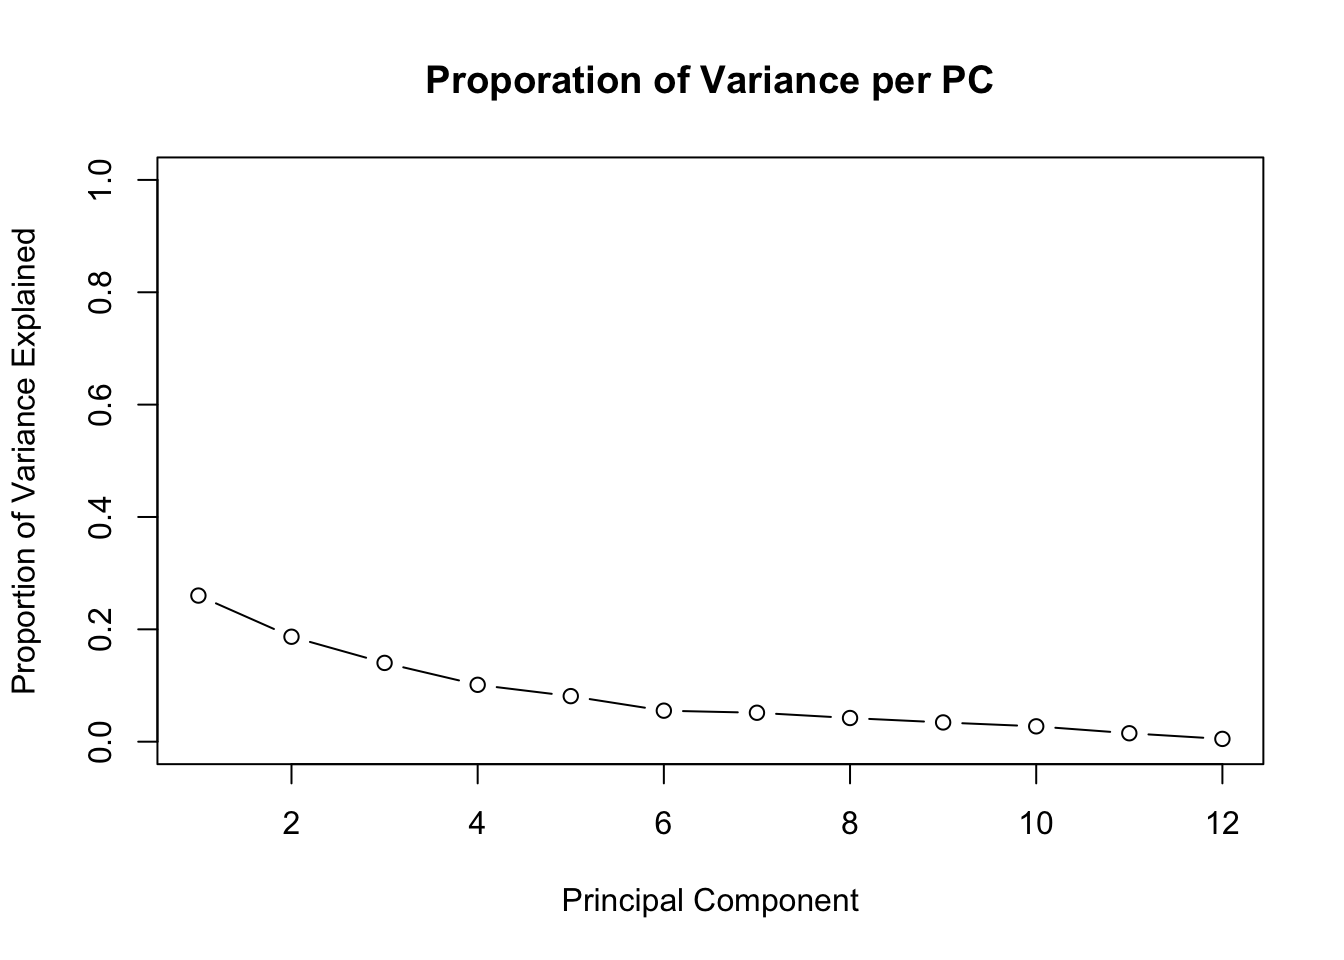 Proporation of Variance per PC
Proportion of Variance Explained
1.0
0.8
0.6
0.4
0.2
0.0
2 4 6 8 10 12
Principal Component